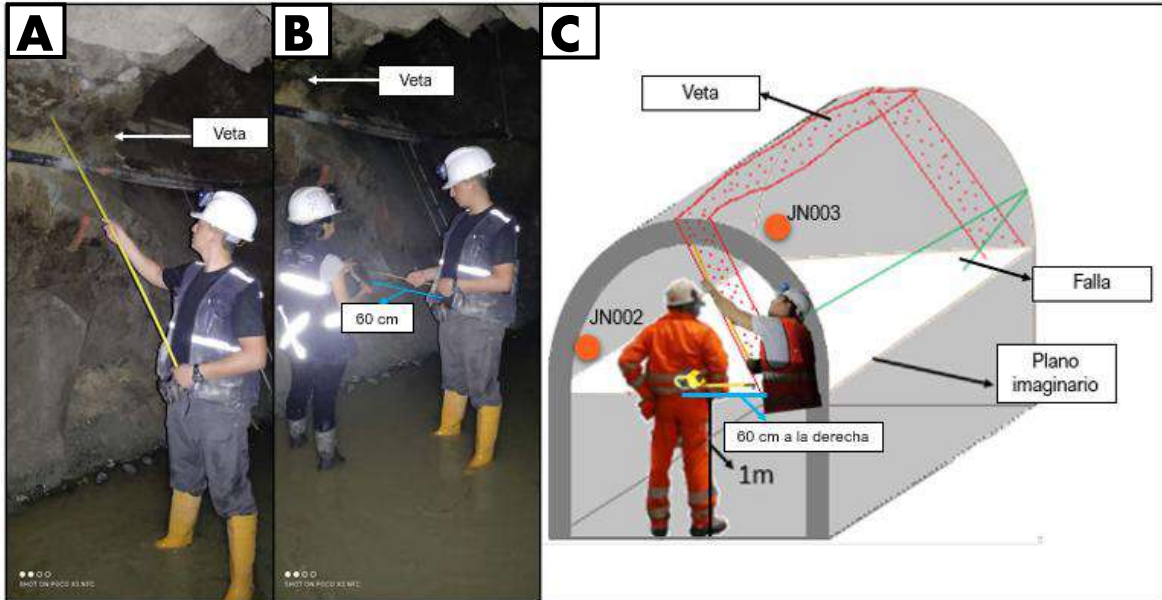 A
Veta
SHOT ON POCO X3 NFC
B
Veta
60 cm
SHOT ON POCO X3 NFC
C
Veta
JN003
Falla
JN002
Plano
imaginario
60 cm a la derecha
1m